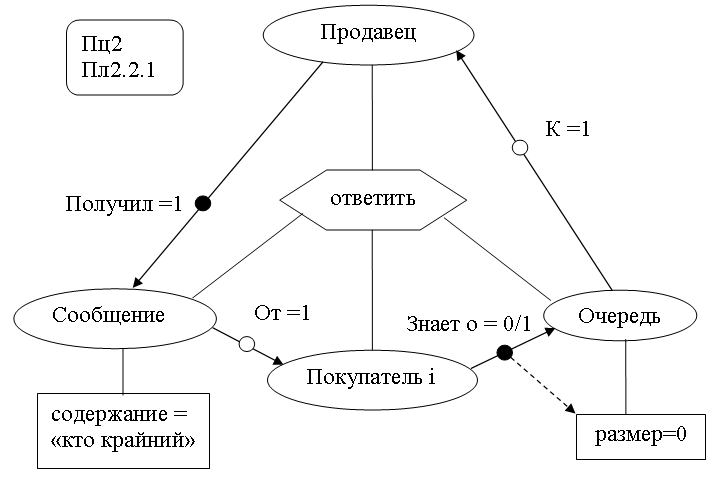 Продавец
Пц2
Пл2.2.1
К =1
Получил =1
ответить
Сообщение
От =1
Знает о = 0/1
Очередь
Покупатель i
содержание =
«кто крайний»
размер=0